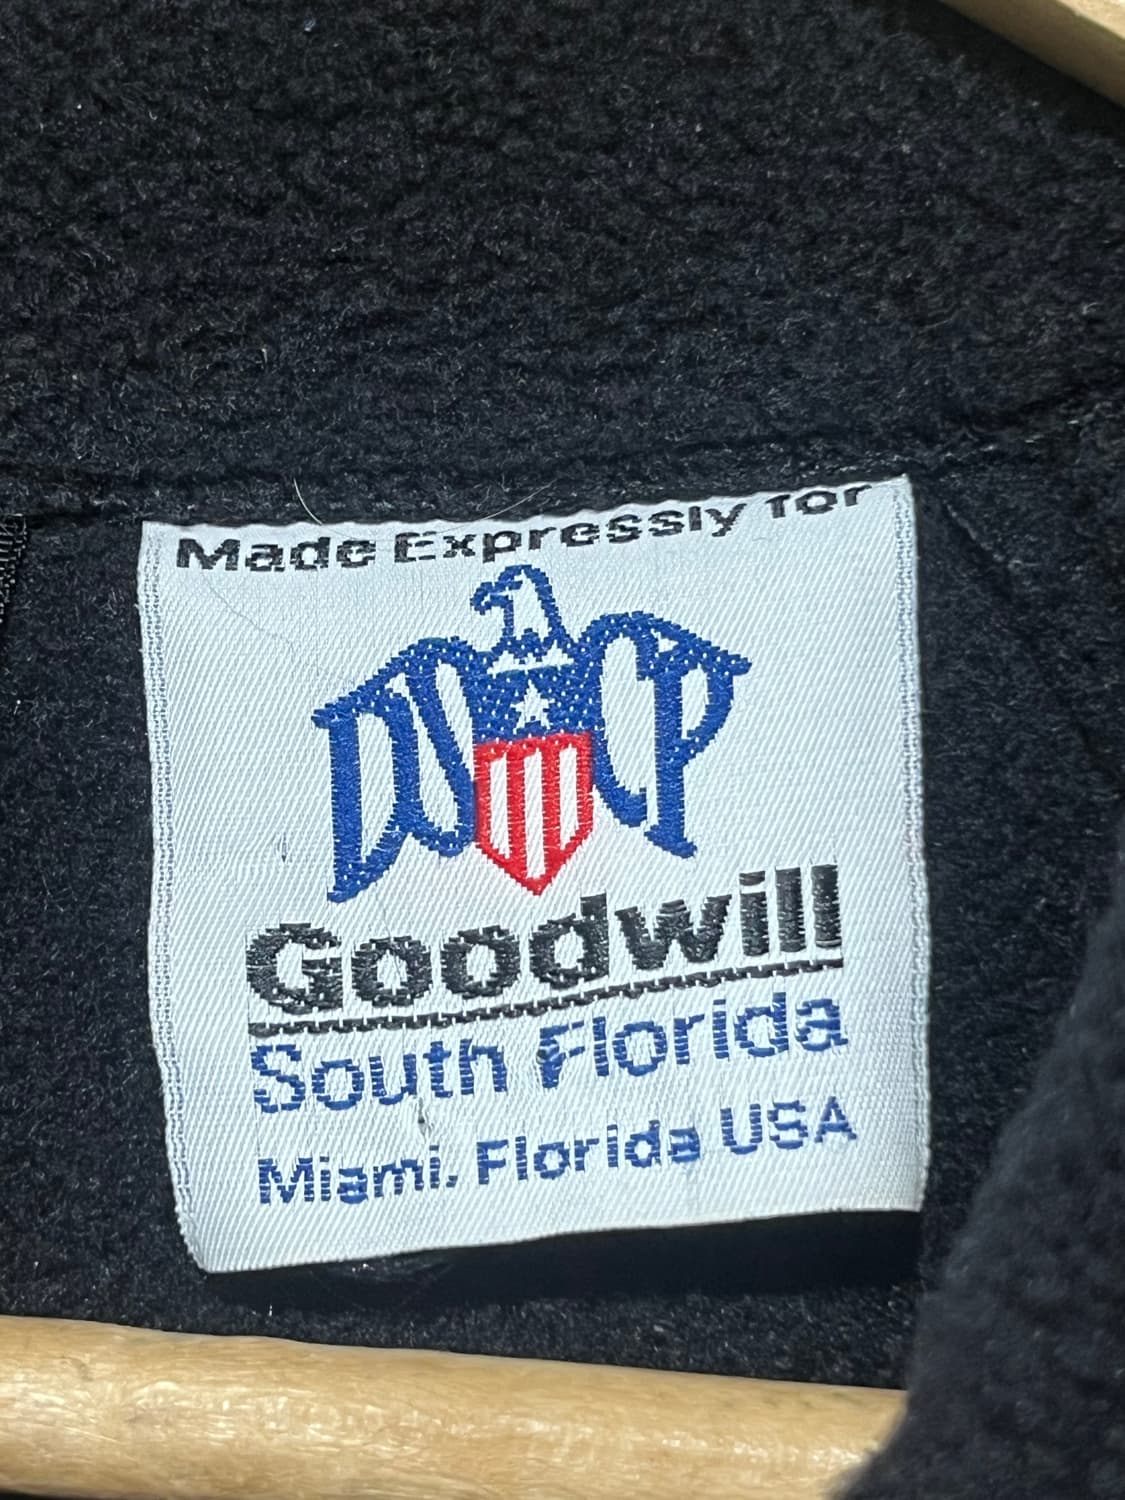 Made Expressly for
DSCP
Goodwill
South Florida
Miami, Florida USA